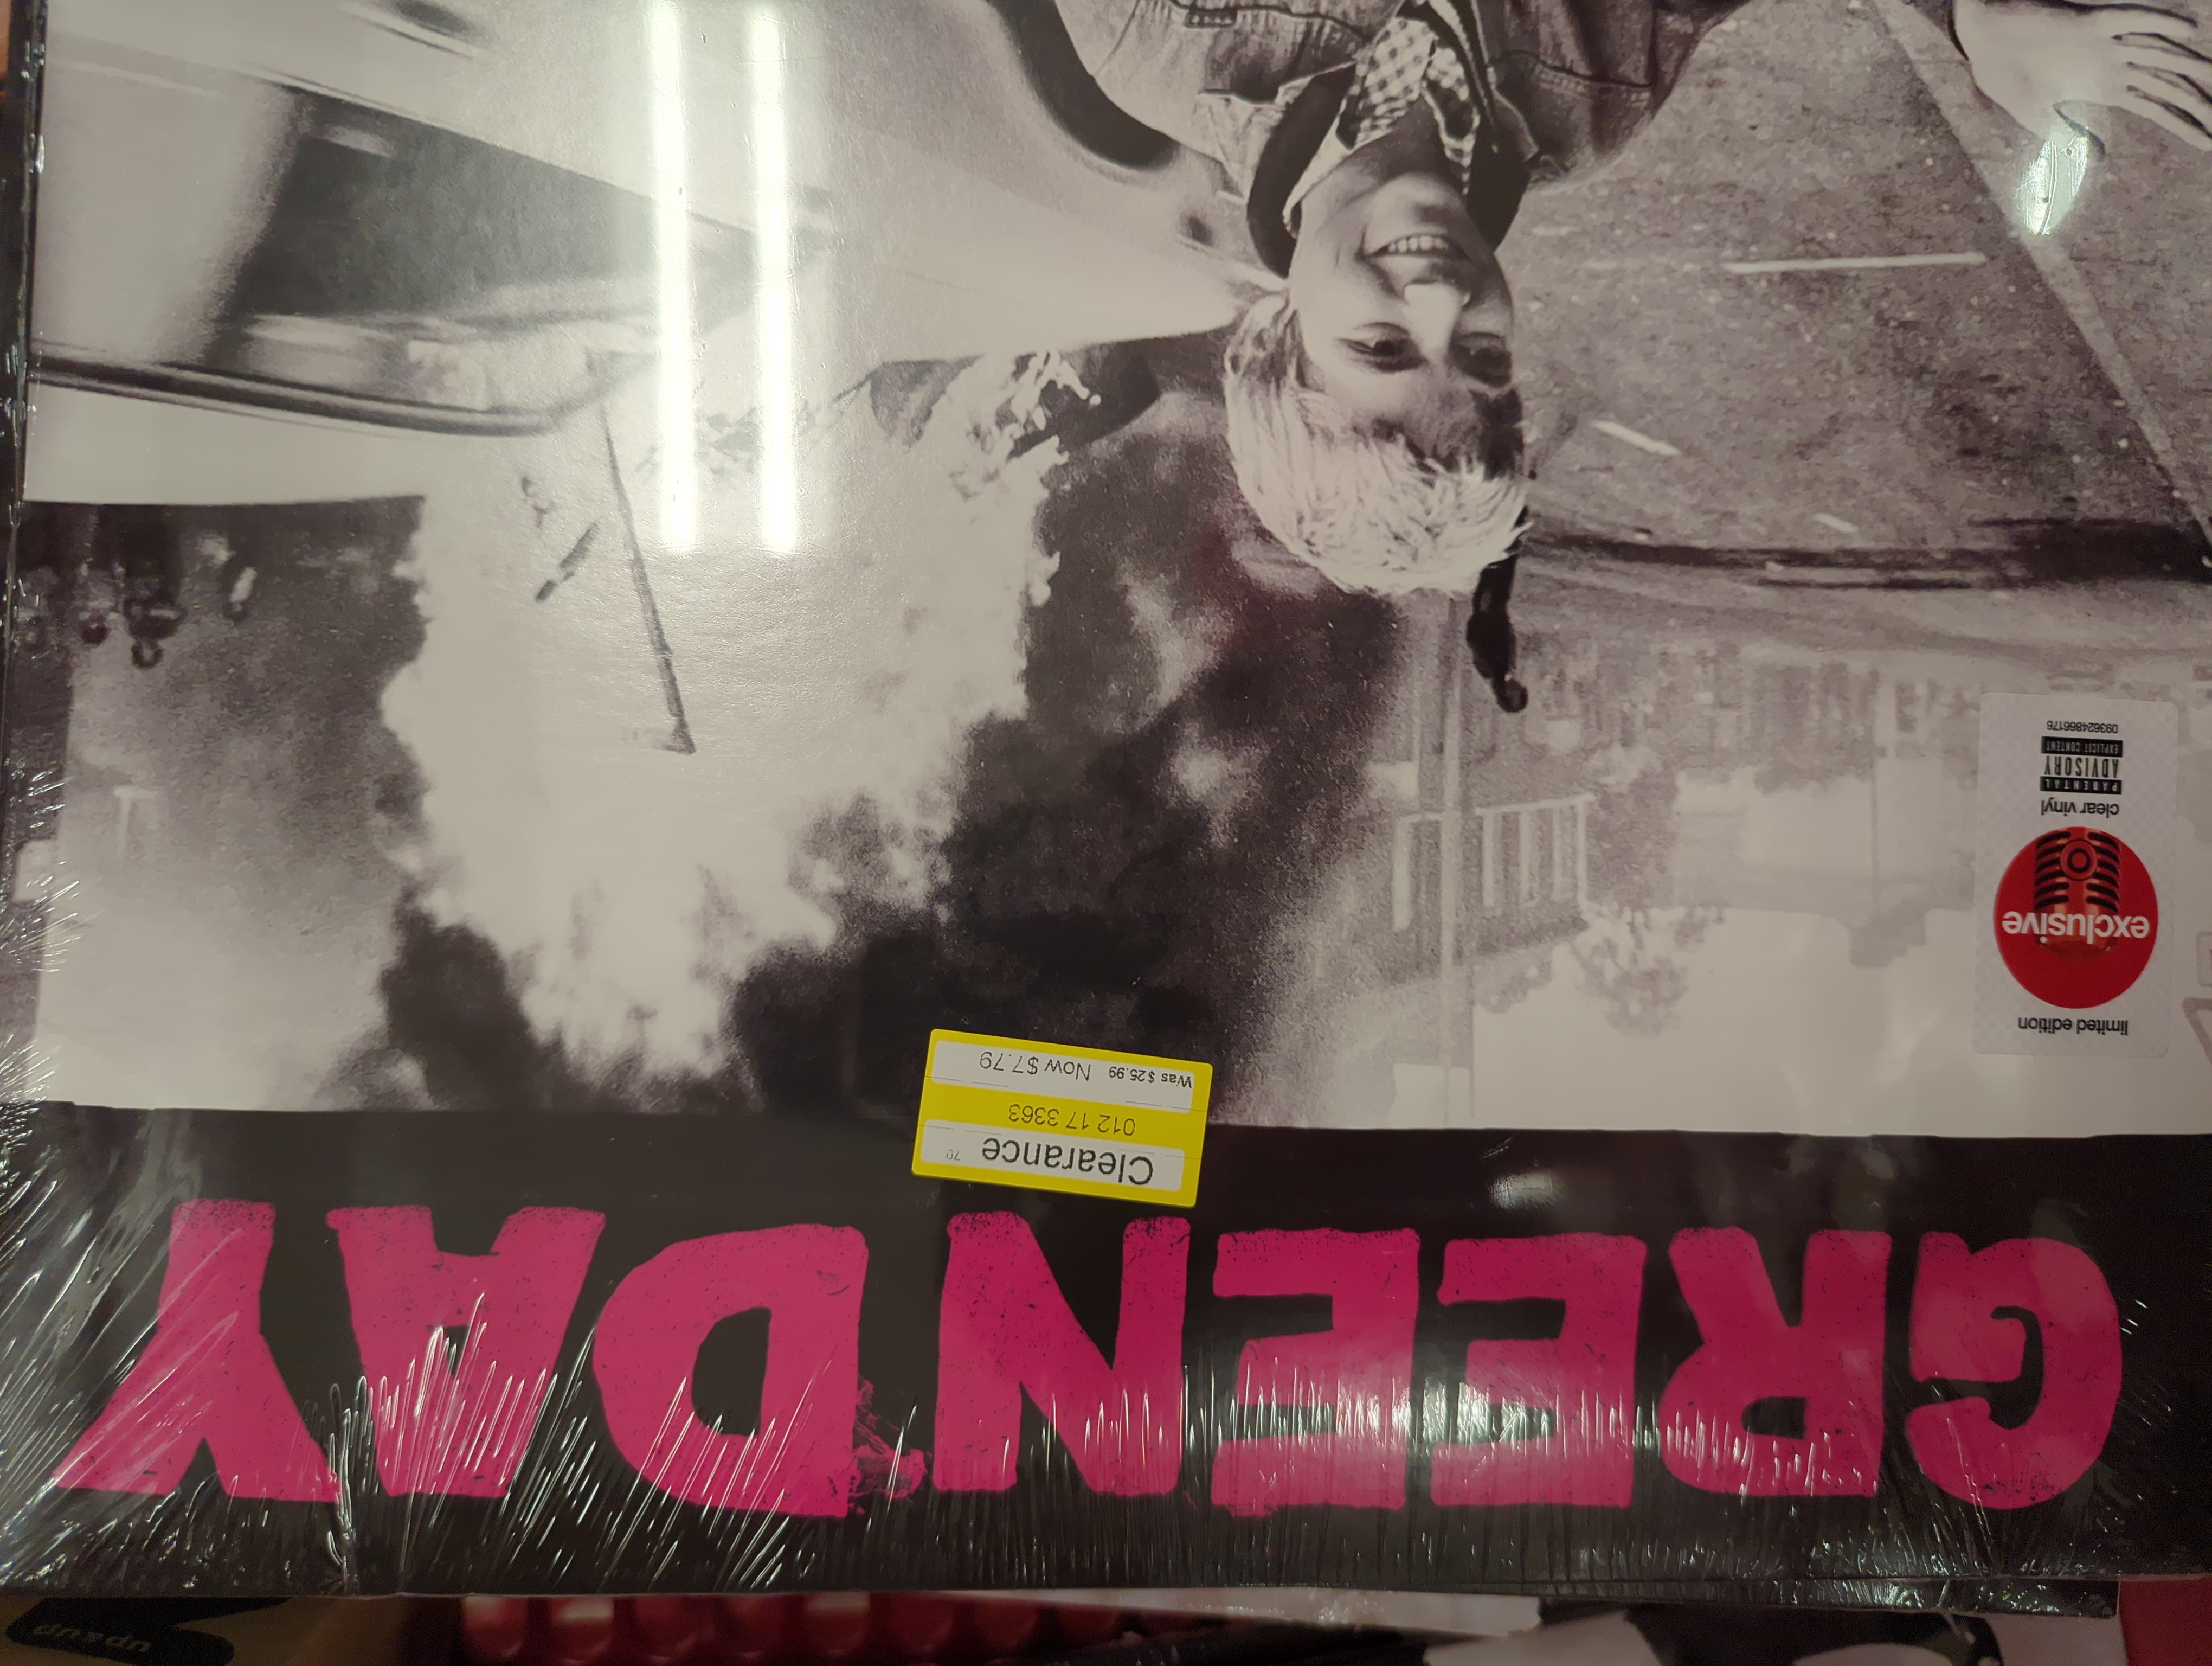 GREEN DAY
Clearance 70
012 17 3363
Was $25.99 Now $7.79
limited edition
exclusive
clear vinyl
PARENTAL
ADVISORY
EXPLICIT CONTENT
093624866176